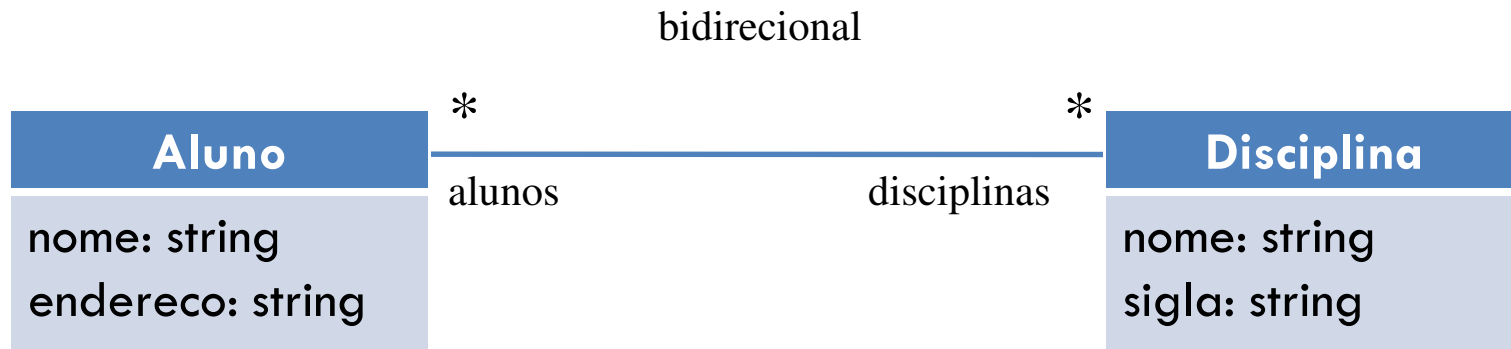 bidirecional
* *
Aluno Disciplina
alunos disciplinas
nome: string nome: string
endereco: string sigla: string